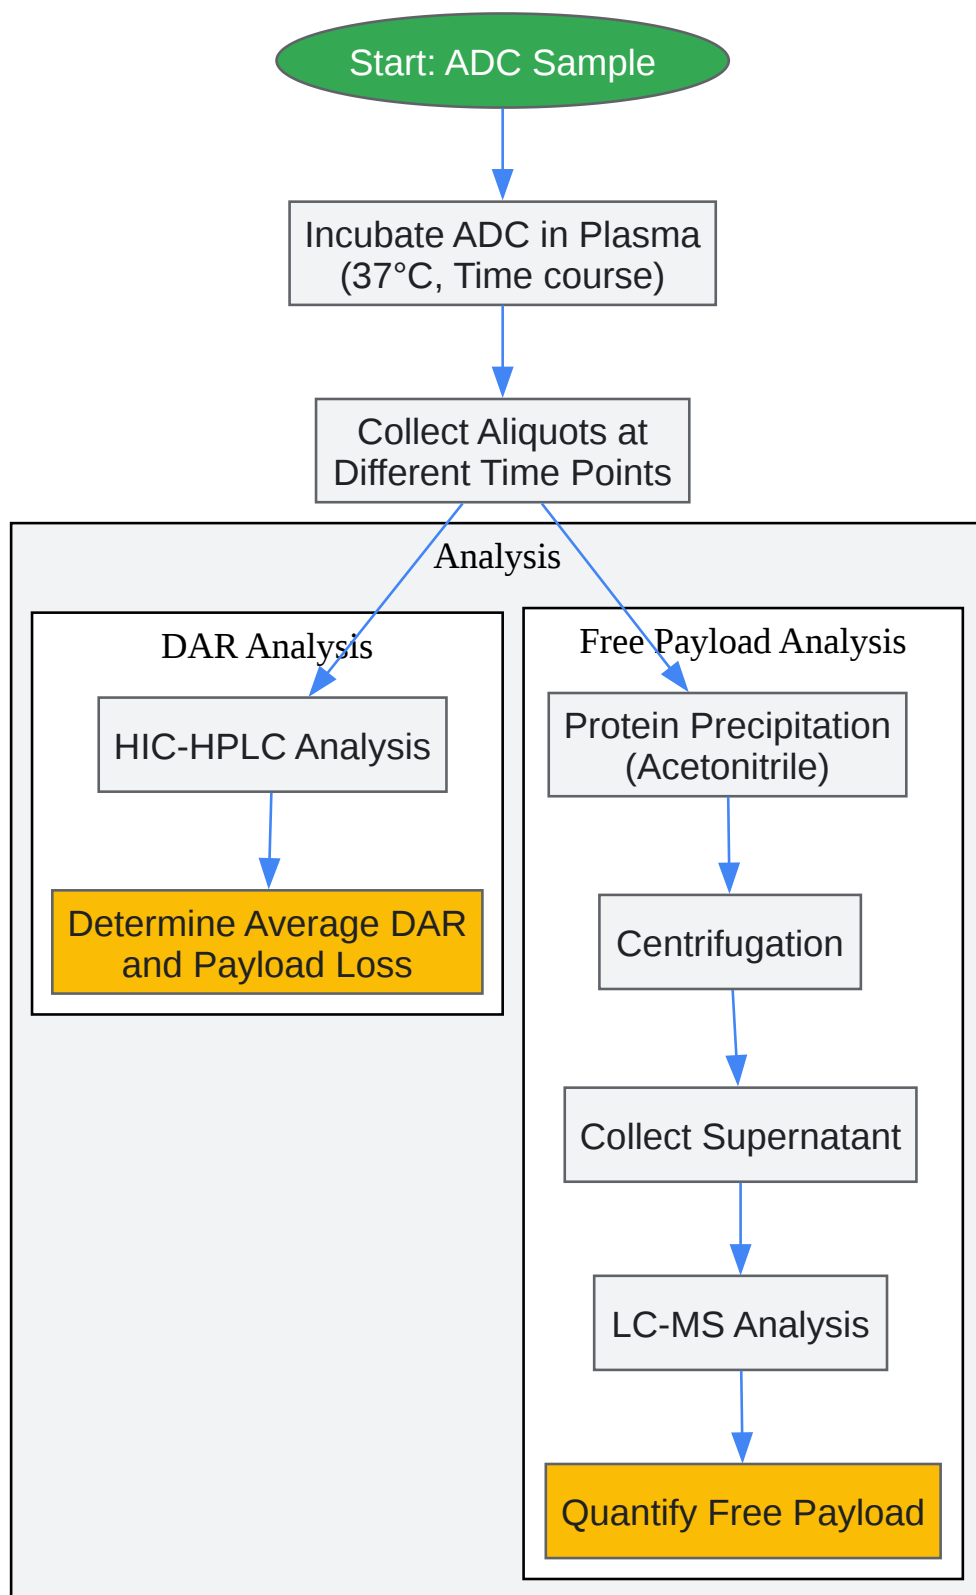 Start: ADC Sample
Incubate ADC in Plasma
(37°C, Time course)
Collect Aliquots at
Different Time Points
Analysis
DAR Analysis
HIC-HPLC Analysis
Determine Average DAR
and Payload Loss
Free Payload Analysis
Protein Precipitation
(Acetonitrile)
Centrifugation
Collect Supernatant
LC-MS Analysis
Quantify Free Payload